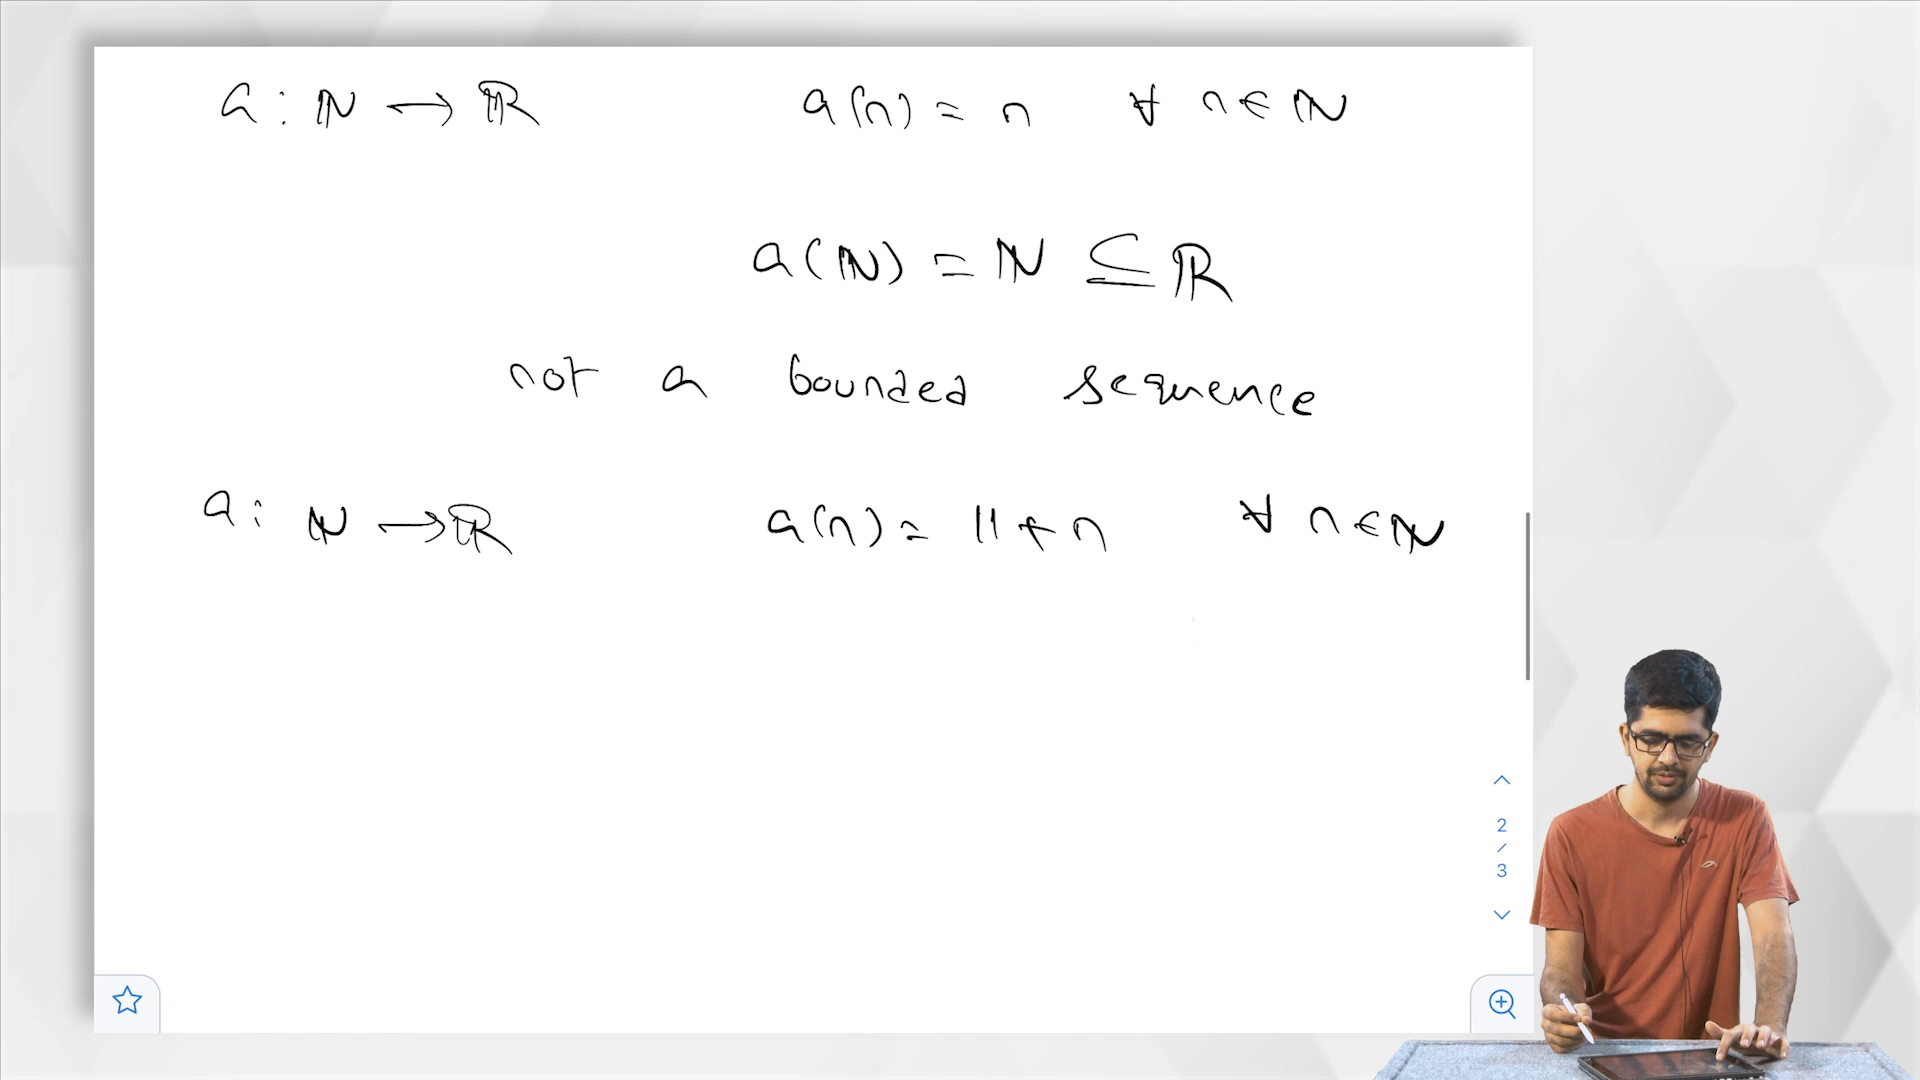 a : ℕ → ℝ a(n) = n ∀ n ∈ ℕ
a(ℕ) = ℕ ⊆ ℝ
not a bounded sequence
a : ℕ → ℝ a(n) = 11 + n ∀ n ∈ ℕ
2
/
3